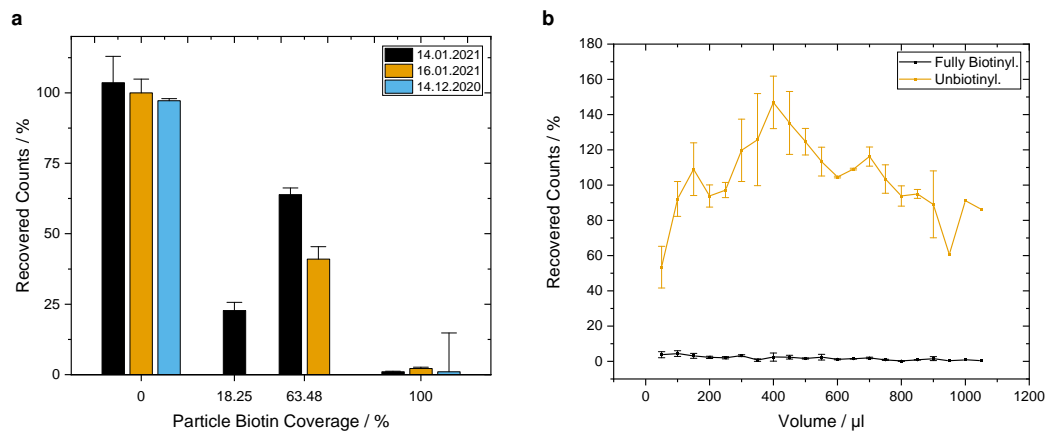 a
Recovered Counts / %
100
75
50
25
0
14.01.2021
16.01.2021
14.12.2020
0 18.25 63.48 100
Particle Biotin Coverage / %
b
Recovered Counts / %
180
160
140
120
100
80
60
40
20
0
Fully Biotinyl.
Unbiotinyl.
0 200 400 600 800 1000 1200
Volume / µl